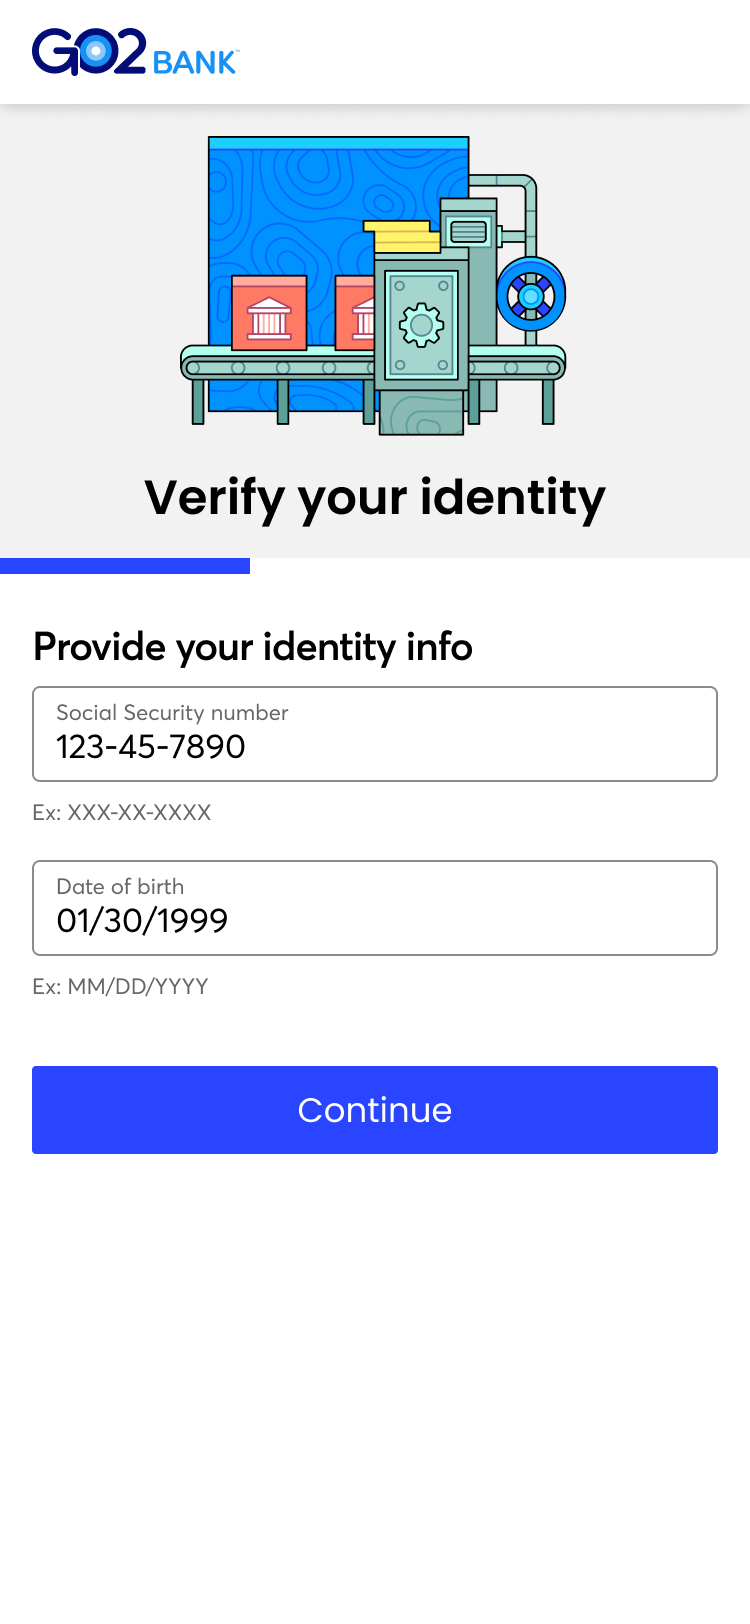 GO2 BANK™
Verify your identity
Provide your identity info
Social Security number
123-45-7890
Ex: XXX-XX-XXXX
Date of birth
01/30/1999
Ex: MM/DD/YYYY
Continue